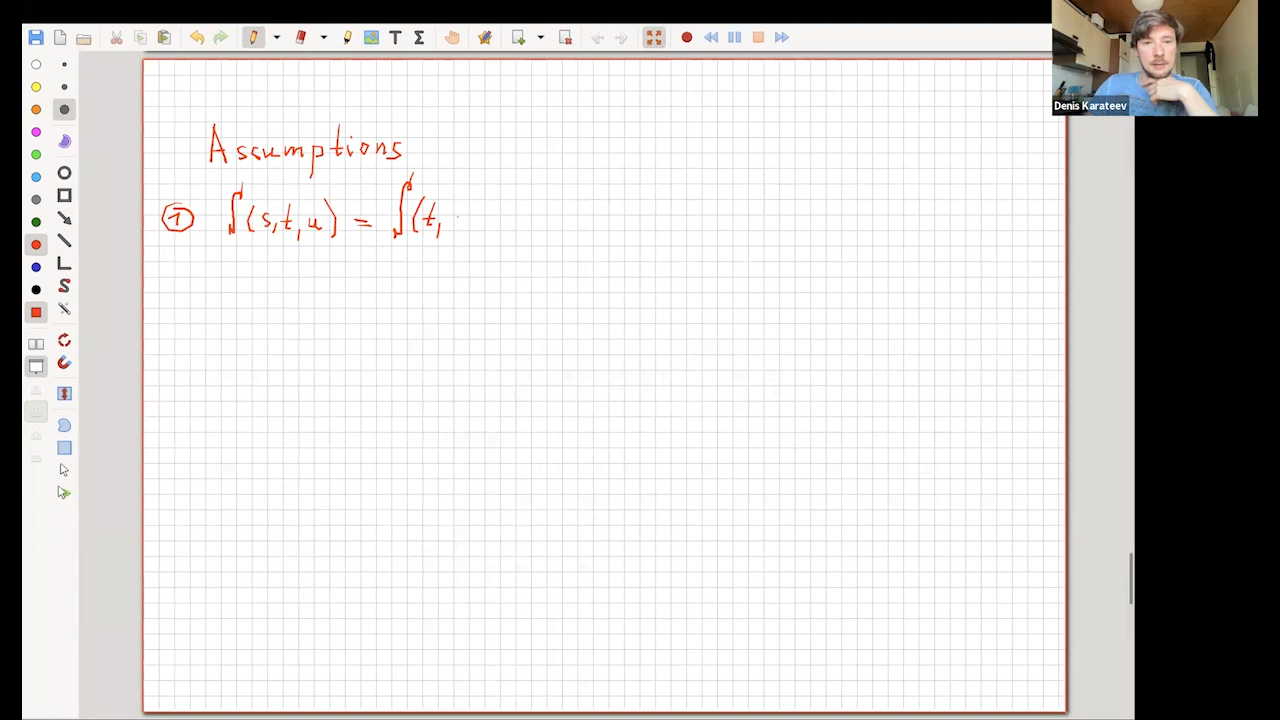 Denis Karateev
Assumptions
① 𝒯(s,t,u) = 𝒯(t,